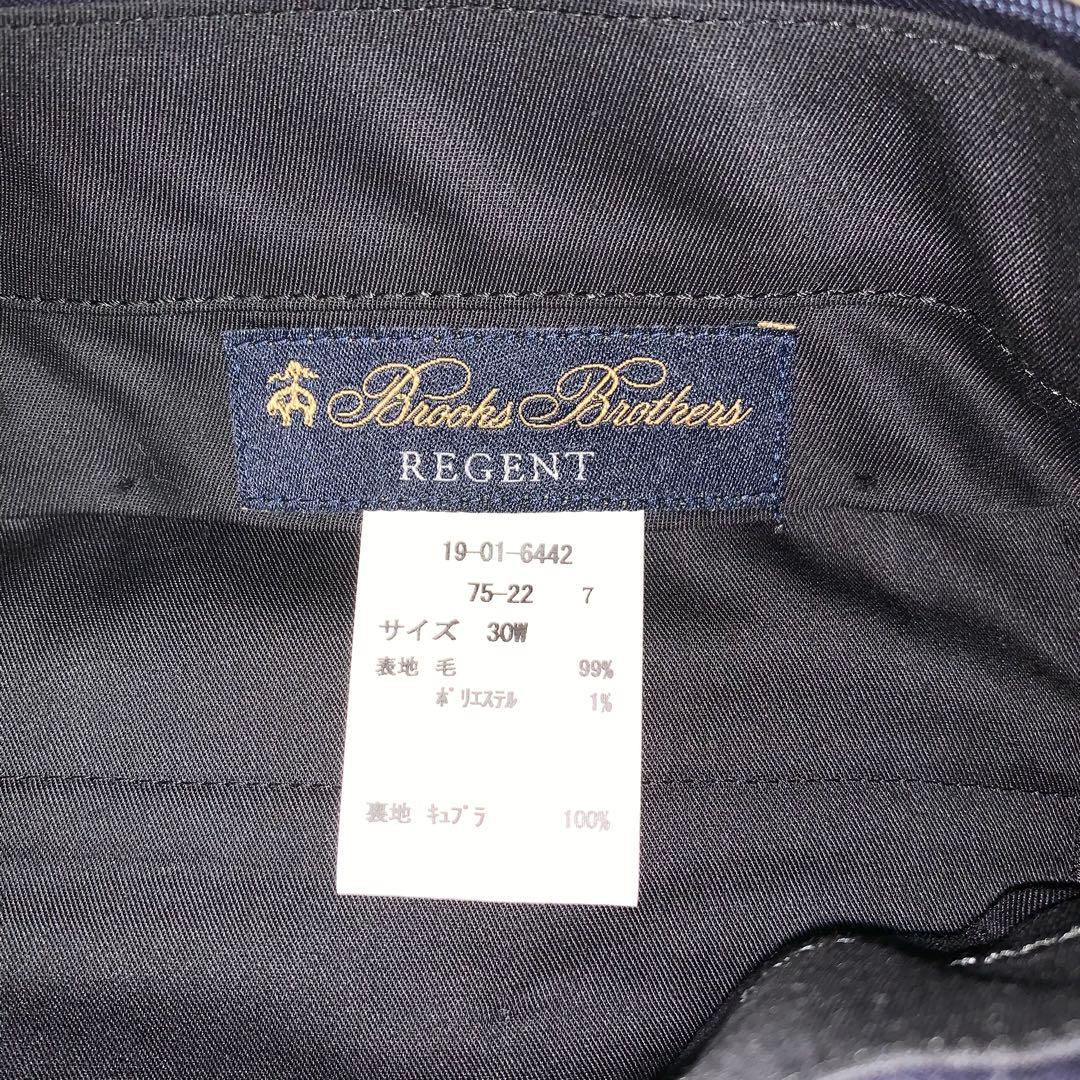 Brooks Brothers
REGENT
19-01-6442
75-22 7
サイズ 30W
表地 毛 99%
ポリエステル 1%
裏地 キュプラ 100%